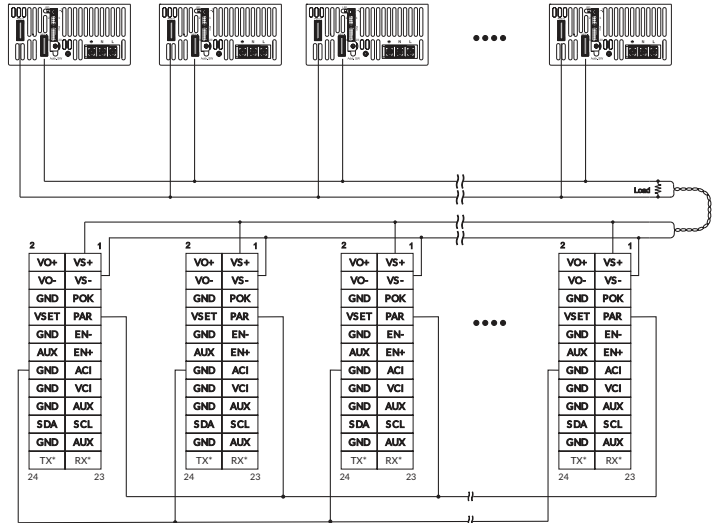 Load
2 1 2 1 2 1 2 1
VO+ VS+ VO+ VS+ VO+ VS+ VO+ VS+
VO- VS- VO- VS- VO- VS- VO- VS-
GND POK GND POK GND POK GND POK
VSET PAR VSET PAR VSET PAR VSET PAR
GND EN- GND EN- GND EN- GND EN-
AUX EN+ AUX EN+ AUX EN+ AUX EN+
GND ACI GND ACI GND ACI GND ACI
GND VCI GND VCI GND VCI GND VCI
GND AUX GND AUX GND AUX GND AUX
SDA SCL SDA SCL SDA SCL SDA SCL
GND AUX GND AUX GND AUX GND AUX
TX* RX* TX* RX* TX* RX* TX* RX*
24 23 24 23 24 23 24 23